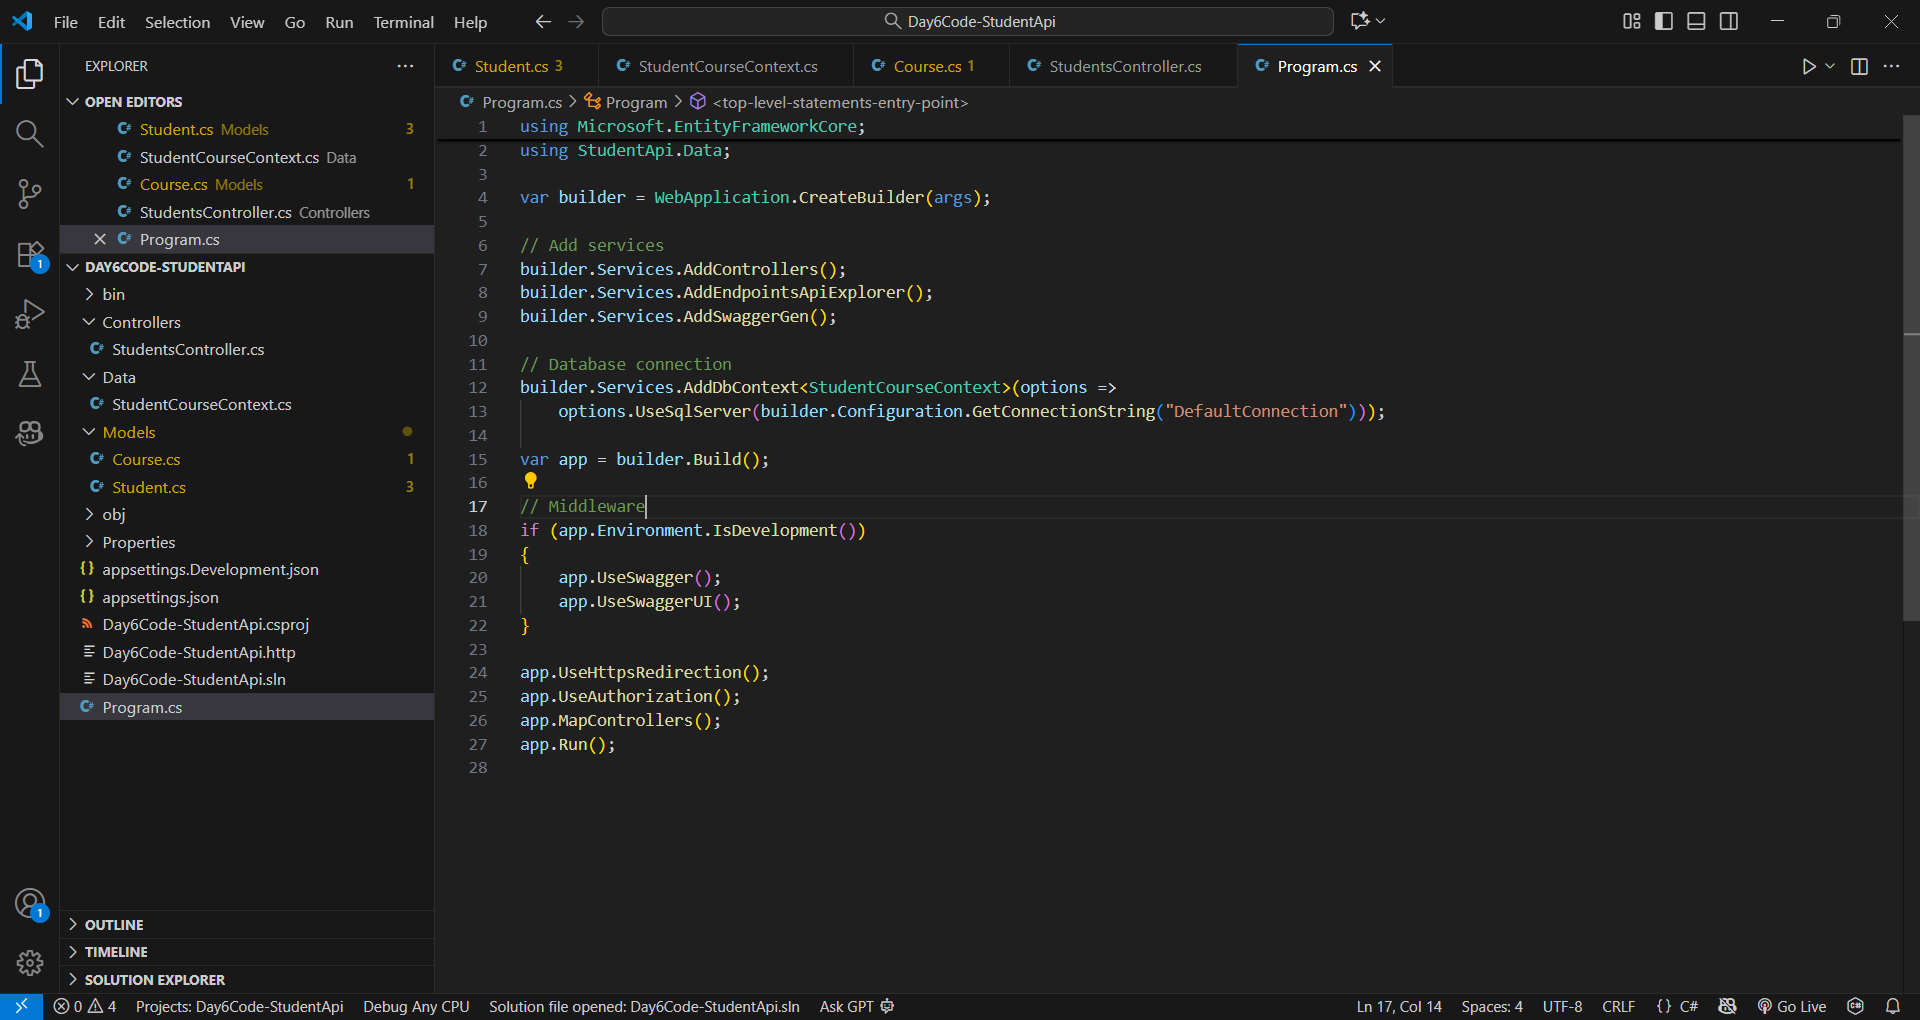 File Edit Selection View Go Run Terminal Help
Day6Code-StudentApi
EXPLORER
OPEN EDITORS
Student.cs Models 3
StudentCourseContext.cs Data
Course.cs Models 1
StudentsController.cs Controllers
Program.cs
DAY6CODE-STUDENTAPI
bin
Controllers
StudentsController.cs
Data
StudentCourseContext.cs
Models
Course.cs 1
Student.cs 3
obj
Properties
appsettings.Development.json
appsettings.json
Day6Code-StudentApi.csproj
Day6Code-StudentApi.http
Day6Code-StudentApi.sln
Program.cs
OUTLINE
TIMELINE
SOLUTION EXPLORER
1
1
Student.cs 3 StudentCourseContext.cs Course.cs 1 StudentsController.cs Program.cs
Program.cs > Program > <top-level-statements-entry-point>
1 using Microsoft.EntityFrameworkCore;
2 using StudentApi.Data;
3
4 var builder = WebApplication.CreateBuilder(args);
5
6 // Add services
7 builder.Services.AddControllers();
8 builder.Services.AddEndpointsApiExplorer();
9 builder.Services.AddSwaggerGen();
10
11 // Database connection
12 builder.Services.AddDbContext<StudentCourseContext>(options =>
13     options.UseSqlServer(builder.Configuration.GetConnectionString("DefaultConnection")));
14
15 var app = builder.Build();
16
17 // Middleware
18 if (app.Environment.IsDevelopment())
19 {
20     app.UseSwagger();
21     app.UseSwaggerUI();
22 }
23
24 app.UseHttpsRedirection();
25 app.UseAuthorization();
26 app.MapControllers();
27 app.Run();
28
0 4 Projects: Day6Code-StudentApi Debug Any CPU Solution file opened: Day6Code-StudentApi.sln Ask GPT Ln 17, Col 14 Spaces: 4 UTF-8 CRLF {} C# Go Live